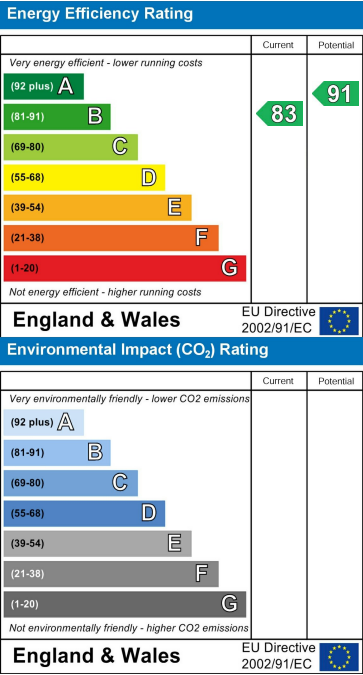 Energy Efficiency Rating
Current Potential
Very energy efficient - lower running costs
(92 plus) A
91
(81-91) B
83
(69-80) C
(55-68) D
(39-54) E
(21-38) F
(1-20) G
Not energy efficient - higher running costs
England & Wales
EU Directive
2002/91/EC
Environmental Impact (CO₂) Rating
Current Potential
Very environmentally friendly - lower CO2 emissions
(92 plus) A
(81-91) B
(69-80) C
(55-68) D
(39-54) E
(21-38) F
(1-20) G
Not environmentally friendly - higher CO2 emissions
England & Wales
EU Directive
2002/91/EC